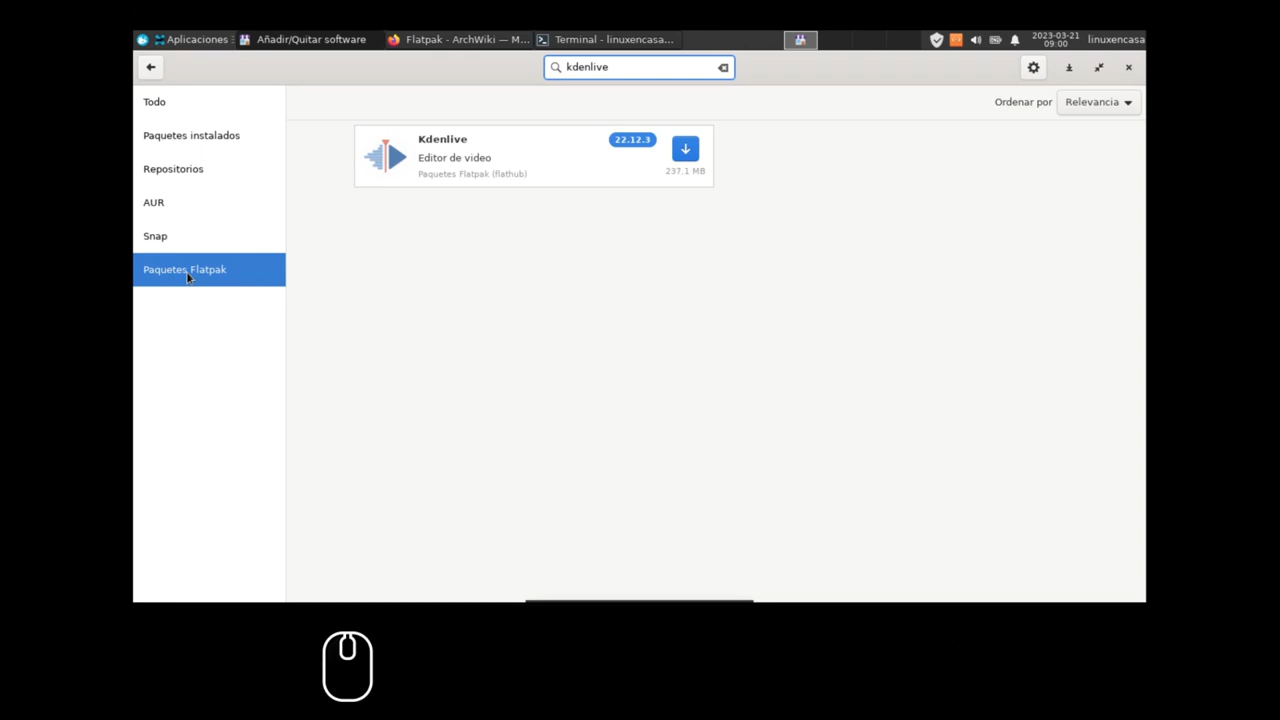 Aplicaciones
Añadir/Quitar software
Flatpak - ArchWiki — M...
Terminal - linuxencasa...
2023-03-21
09:00
linuxencasa
kdenlive
Todo
Paquetes instalados
Repositorios
AUR
Snap
Paquetes Flatpak
Ordenar por
Relevancia
Kdenlive
22.12.3
Editor de video
Paquetes Flatpak (flathub)
237.1 MB